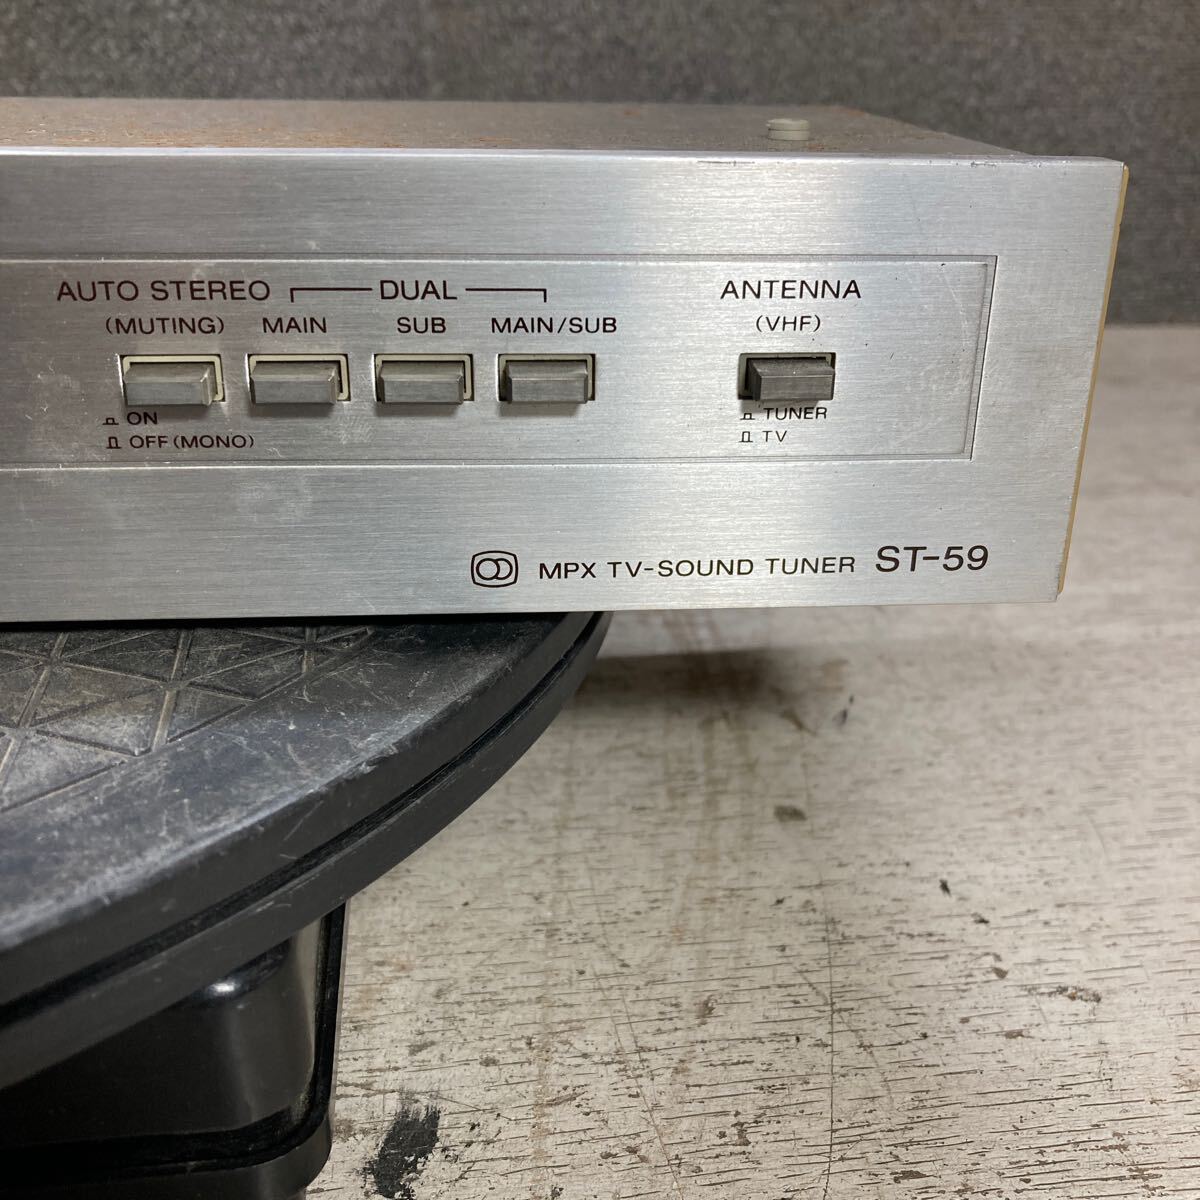 AUTO STEREO DUAL ANTENNA
(MUTING) MAIN SUB MAIN/SUB (VHF)
ON TUNER
OFF (MONO) TV
MPX TV-SOUND TUNER ST-59